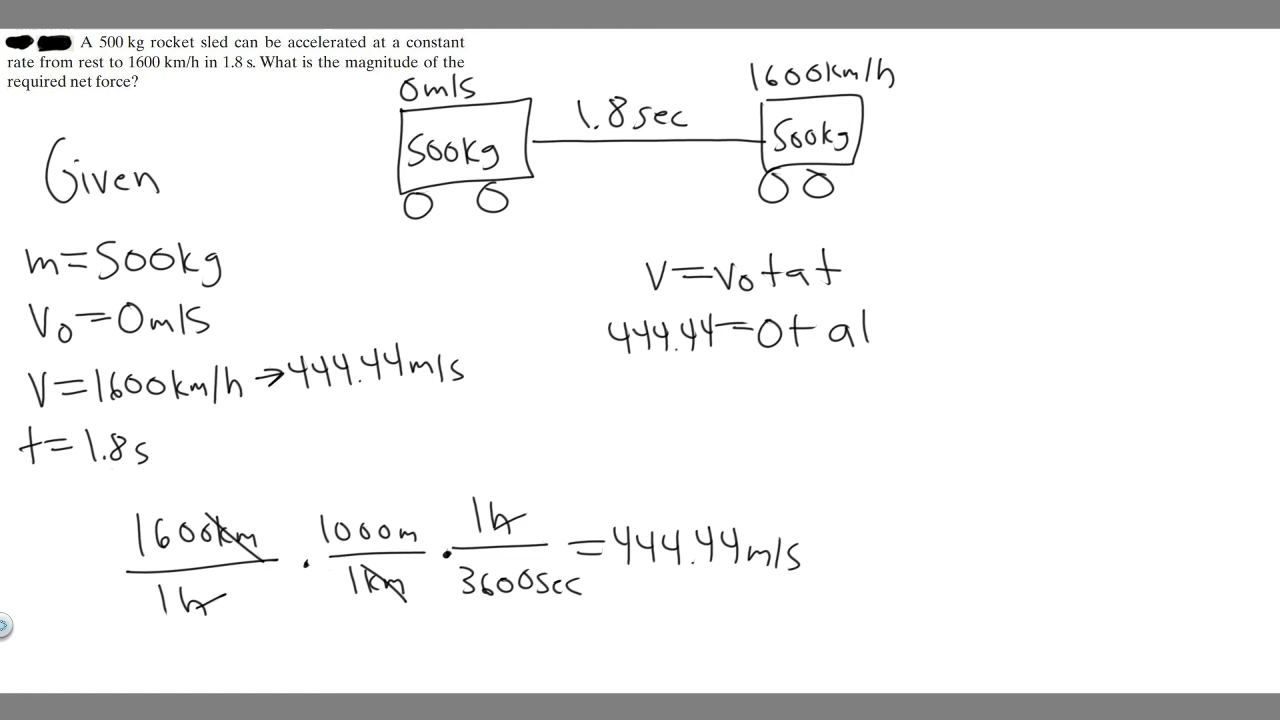 A 500 kg rocket sled can be accelerated at a constant
rate from rest to 1600 km/h in 1.8 s. What is the magnitude of the
required net force?
0m/s
1600km/h
1.8sec
500kg
500kg
Given
m=500kg
V₀=0m/s
V=1600km/h→444.44m/s
t=1.8s
V=V₀+at
444.44=0+a1
1600km/1h · 1000m/1km · 1h/3600sec =444.44m/s